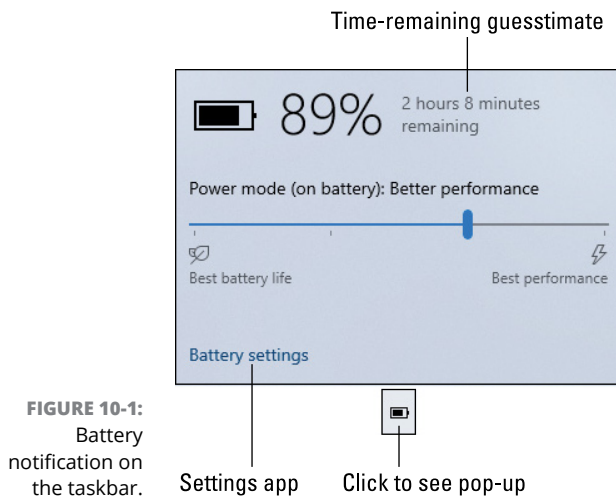 Time-remaining guesstimate
89%
2 hours 8 minutes
remaining
Power mode (on battery): Better performance
Best battery life
Best performance
Battery settings
FIGURE 10-1:
Battery
notification on
the taskbar.
Settings app
Click to see pop-up